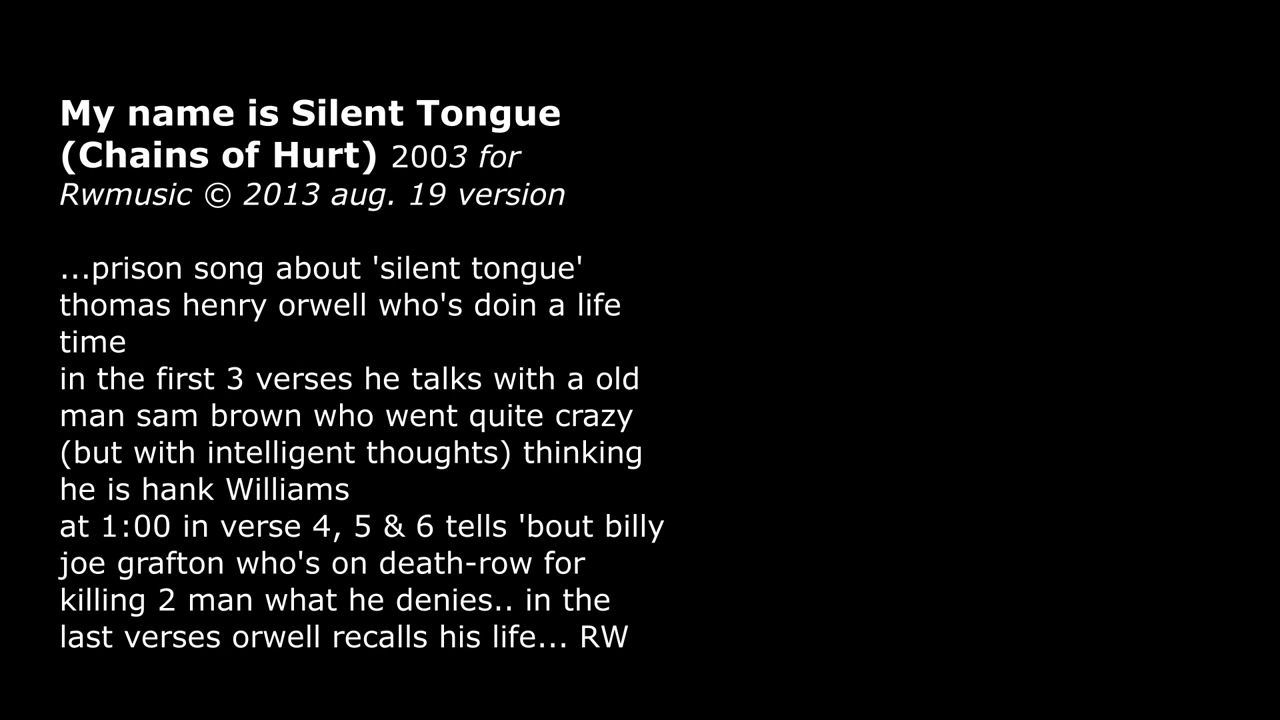 My name is Silent Tongue
(Chains of Hurt) 2003 for
Rwmusic © 2013 aug. 19 version
...prison song about 'silent tongue'
thomas henry orwell who's doin a life
time
in the first 3 verses he talks with a old
man sam brown who went quite crazy
(but with intelligent thoughts) thinking
he is hank Williams
at 1:00 in verse 4, 5 & 6 tells 'bout billy
joe grafton who's on death-row for
killing 2 man what he denies.. in the
last verses orwell recalls his life... RW